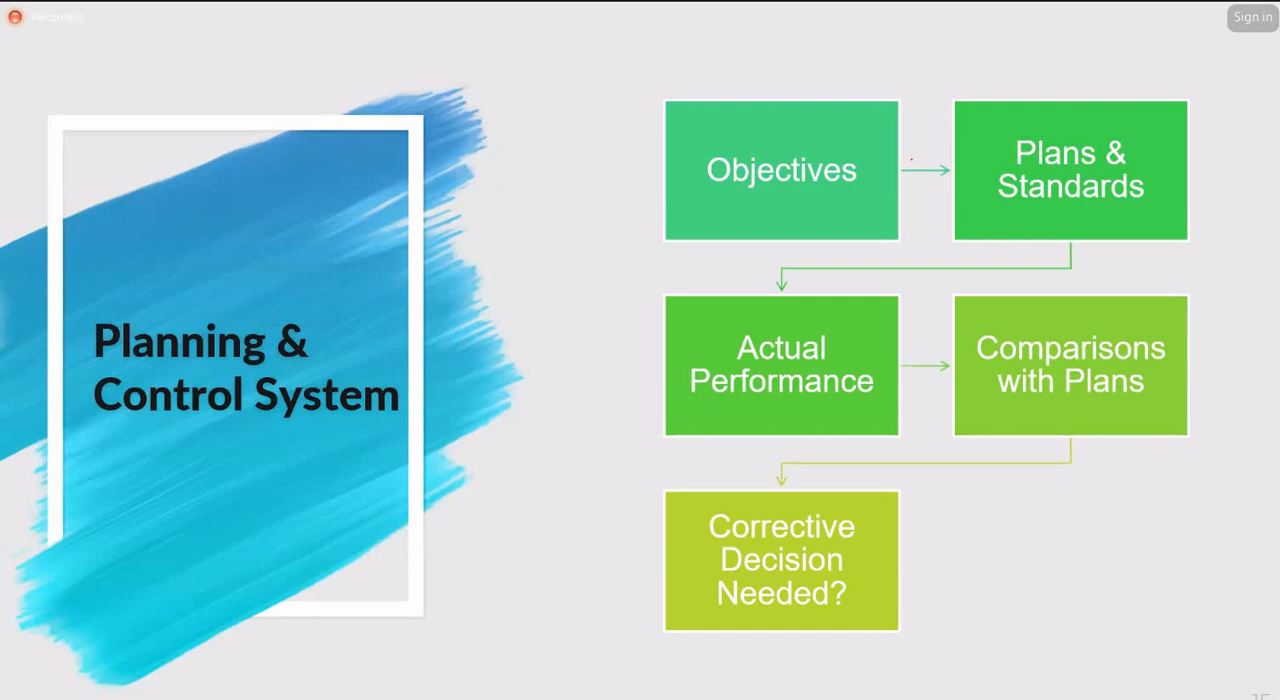 Recording
Sign in
Planning &
Control System
Objectives
Plans &
Standards
Actual
Performance
Comparisons
with Plans
Corrective
Decision
Needed?